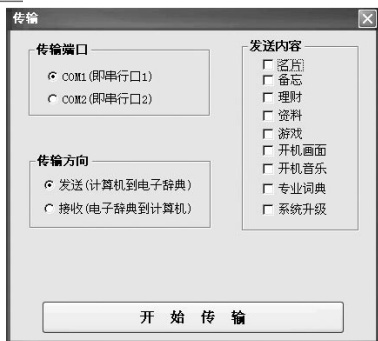 传输
传输端口
COM1(即串行口1)
COM2(即串行口2)
传输方向
发送(计算机到电子辞典)
接收(电子辞典到计算机)
发送内容
名片
备忘
理财
资料
游戏
开机画面
开机音乐
专业词典
系统升级
开 始 传 输